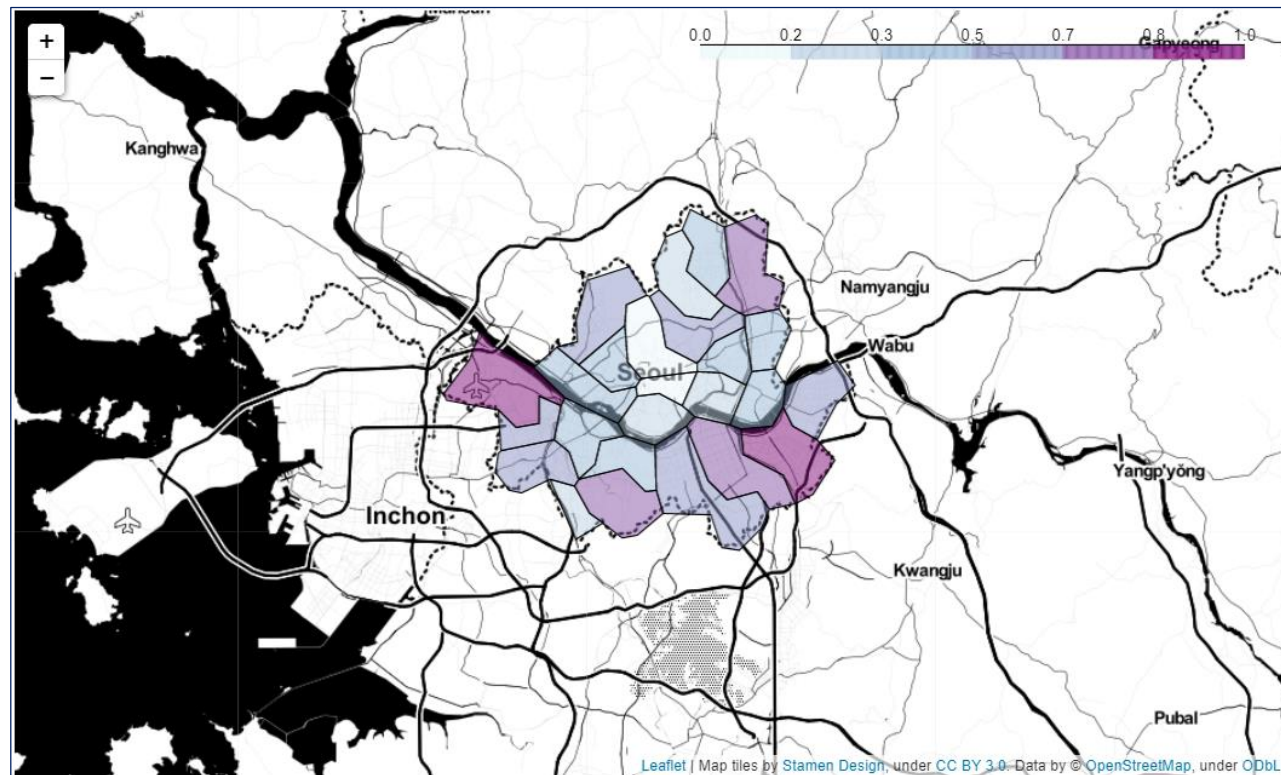 Mansan
+
−
0.0 0.2 0.3 0.5 0.7 0.8 1.0
Gapyeong
Kanghwa
Namyangju
Wabu
Seoul
Yangp'yŏng
Inchon
Kwangju
Pubal
Leaflet | Map tiles by Stamen Design, under CC BY 3.0. Data by © OpenStreetMap, under ODbL